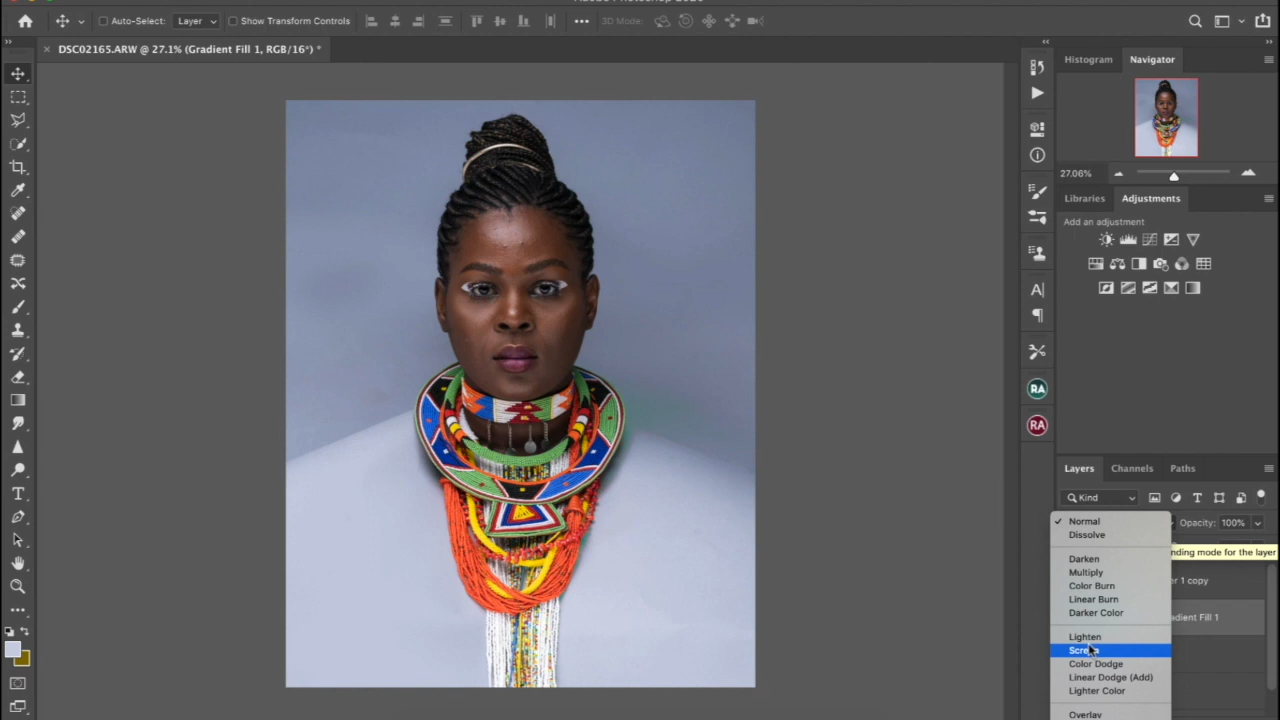 Auto-Select: Layer Show Transform Controls 3D Mode:
DSC02165.ARW @ 27.1% (Gradient Fill 1, RGB/16*) *
Histogram Navigator
27.06%
Libraries Adjustments
Add an adjustment
A|
RA
RA
Layers Channels Paths
Kind
Normal
Opacity: 100%
Dissolve
nding mode for the layer
Darken
Multiply
er 1 copy
Color Burn
Linear Burn
Darker Color
adient Fill 1
Lighten
Screen
Color Dodge
Linear Dodge (Add)
Lighter Color
Overlay